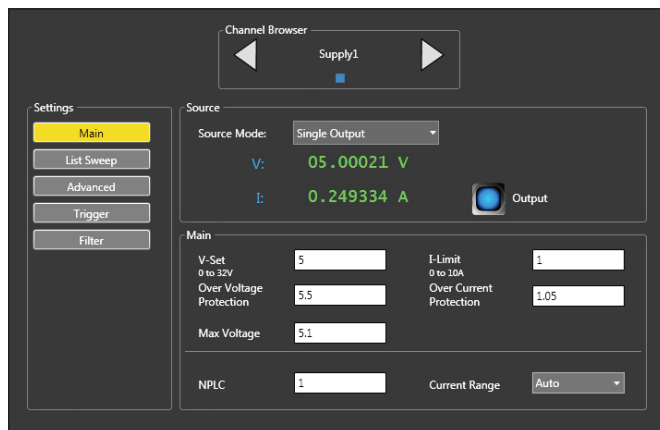 Channel Browser
Supply1
Settings
Main
List Sweep
Advanced
Trigger
Filter
Source
Source Mode: Single Output
V: 05.00021 V
I: 0.249334 A
Output
Main
V-Set 5 I-Limit 1
0 to 32V 0 to 10A
Over Voltage Protection 5.5 Over Current Protection 1.05
Max Voltage 5.1
NPLC 1 Current Range Auto